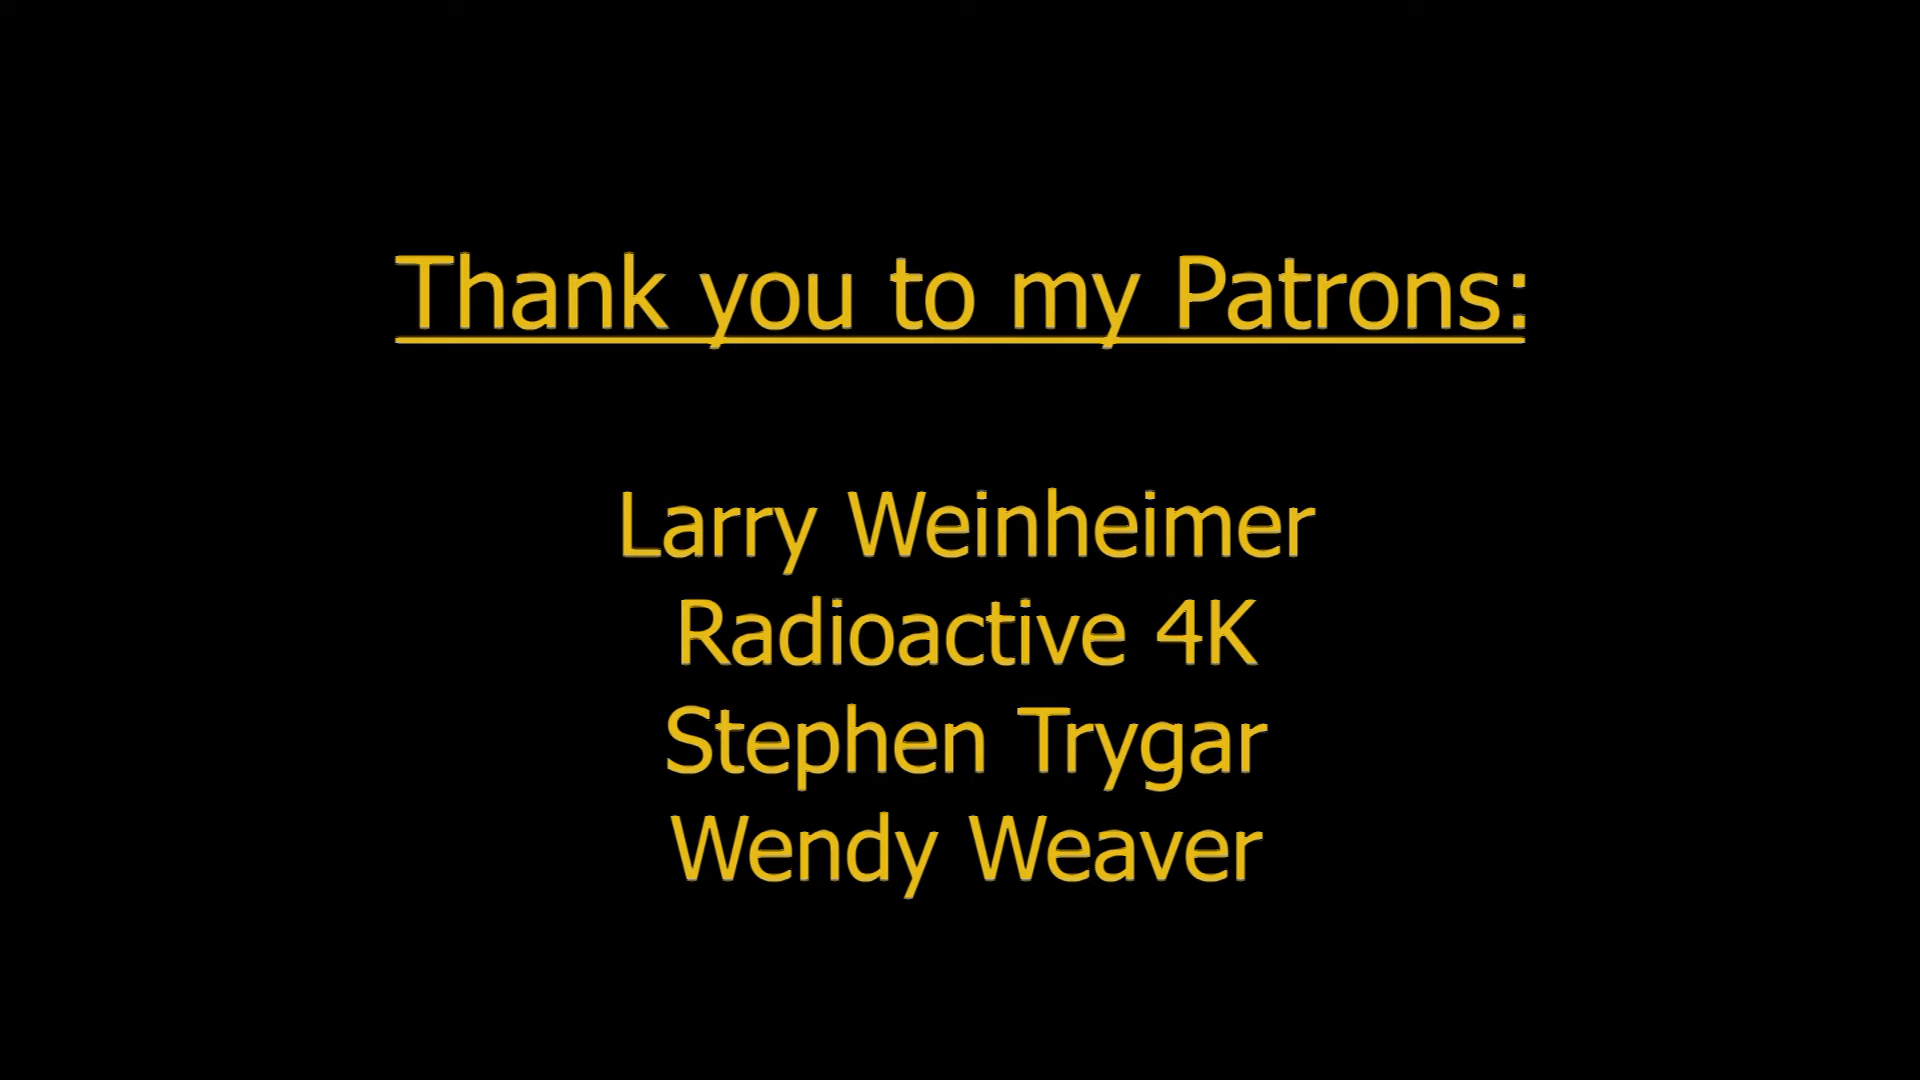 Thank you to my Patrons:
Larry Weinheimer
Radioactive 4K
Stephen Trygar
Wendy Weaver